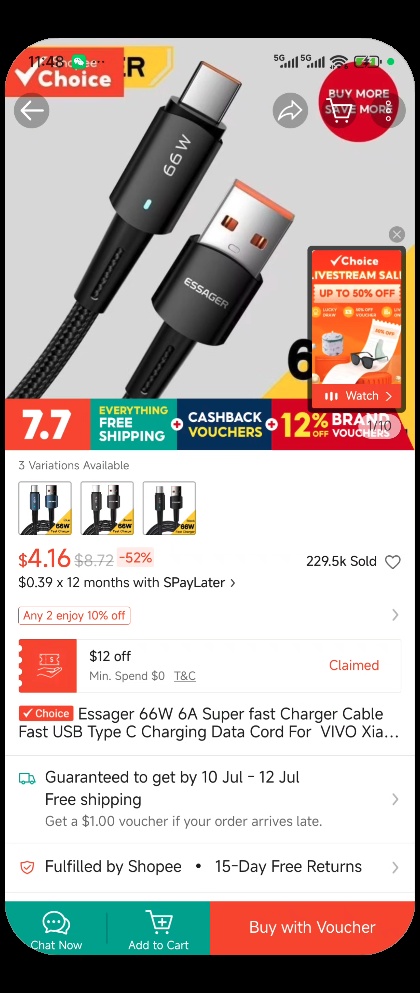 11:48
5G 5G
Choice
ER
BUY MORE
SAVE MORE
66W
ESSAGER
Choice
LIVESTREAM SALE
UP TO 50% OFF
Watch >
6
7.7
EVERYTHING
FREE
SHIPPING
+
CASHBACK
VOUCHERS
+
12% OFF
BRAND
VOUCHERS
1/10
3 Variations Available
66W
66W
66W
$4.16 $8.72 -52%
229.5k Sold
$0.39 x 12 months with SPayLater >
Any 2 enjoy 10% off
$12 off
Min. Spend $0 T&C
Claimed
Choice Essager 66W 6A Super fast Charger Cable
Fast USB Type C Charging Data Cord For VIVO Xia...
Guaranteed to get by 10 Jul - 12 Jul
Free shipping
Get a $1.00 voucher if your order arrives late.
Fulfilled by Shopee • 15-Day Free Returns
Chat Now
Add to Cart
Buy with Voucher